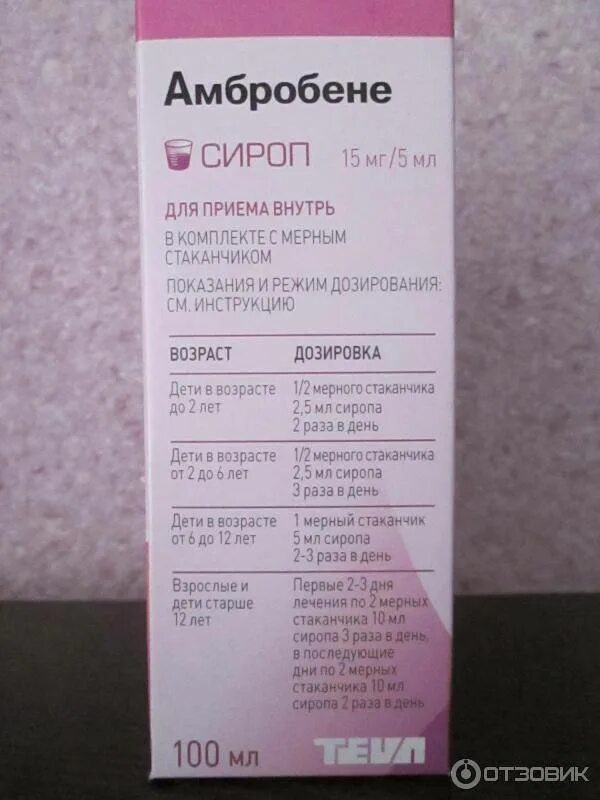 Амбробене
СИРОП 15 мг/5 мл
ДЛЯ ПРИЕМА ВНУТРЬ
В КОМПЛЕКТЕ С МЕРНЫМ
СТАКАНЧИКОМ
ПОКАЗАНИЯ И РЕЖИМ ДОЗИРОВАНИЯ:
СМ. ИНСТРУКЦИЮ
ВОЗРАСТ ДОЗИРОВКА
Дети в возрасте
до 2 лет
1/2 мерного стаканчика
2,5 мл сиропа
2 раза в день
Дети в возрасте
от 2 до 6 лет
1/2 мерного стаканчика
2,5 мл сиропа
3 раза в день
Дети в возрасте
от 6 до 12 лет
1 мерный стаканчик
5 мл сиропа
2-3 раза в день
Взрослые и
дети старше
12 лет
Первые 2-3 дня
лечения по 2 мерных
стаканчика 10 мл
сиропа 3 раза в день,
в последующие
дни по 2 мерных
стаканчика 10 мл
сиропа 2 раза в день
100 мл TEVA
ОТЗОВИК